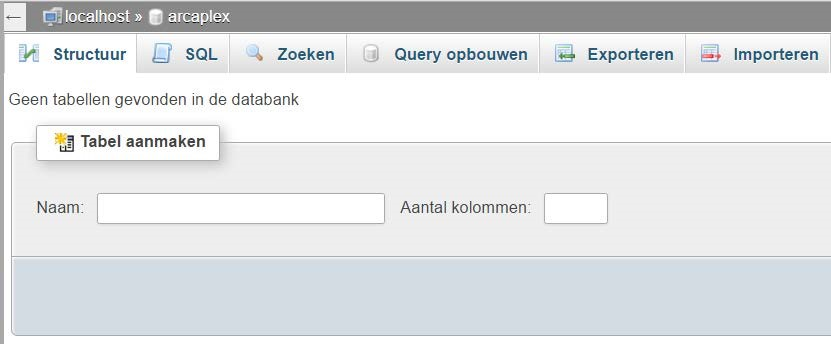 ← localhost » arcaplex
Structuur SQL Zoeken Query opbouwen Exporteren Importeren
Geen tabellen gevonden in de databank
Tabel aanmaken
Naam: Aantal kolommen: